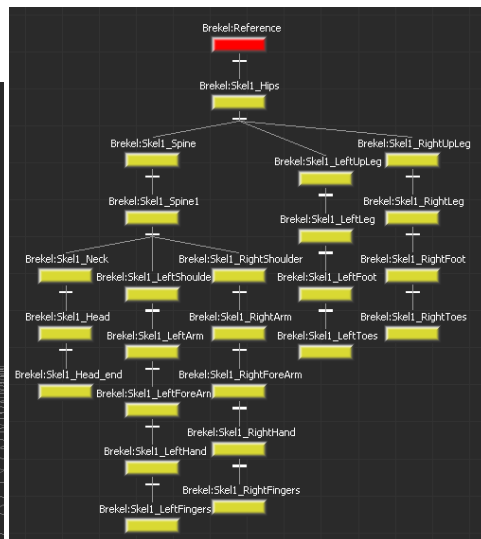 Brekel:Reference
Brekel:Skel1_Hips
Brekel:Skel1_Spine
Brekel:Skel1_RightUpLeg
Brekel:Skel1_LeftUpLeg
Brekel:Skel1_Spine1
Brekel:Skel1_RightLeg
Brekel:Skel1_LeftLeg
Brekel:Skel1_Neck
Brekel:Skel1_RightShoulder
Brekel:Skel1_RightFoot
Brekel:Skel1_LeftShoulde
Brekel:Skel1_LeftFoot
Brekel:Skel1_Head
Brekel:Skel1_RightArm
Brekel:Skel1_RightToes
Brekel:Skel1_LeftArm
Brekel:Skel1_LeftToes
Brekel:Skel1_Head_end
Brekel:Skel1_RightForeArm
Brekel:Skel1_LeftForeArn
Brekel:Skel1_RightHand
Brekel:Skel1_LeftHand
Brekel:Skel1_RightFingers
Brekel:Skel1_LeftFingers